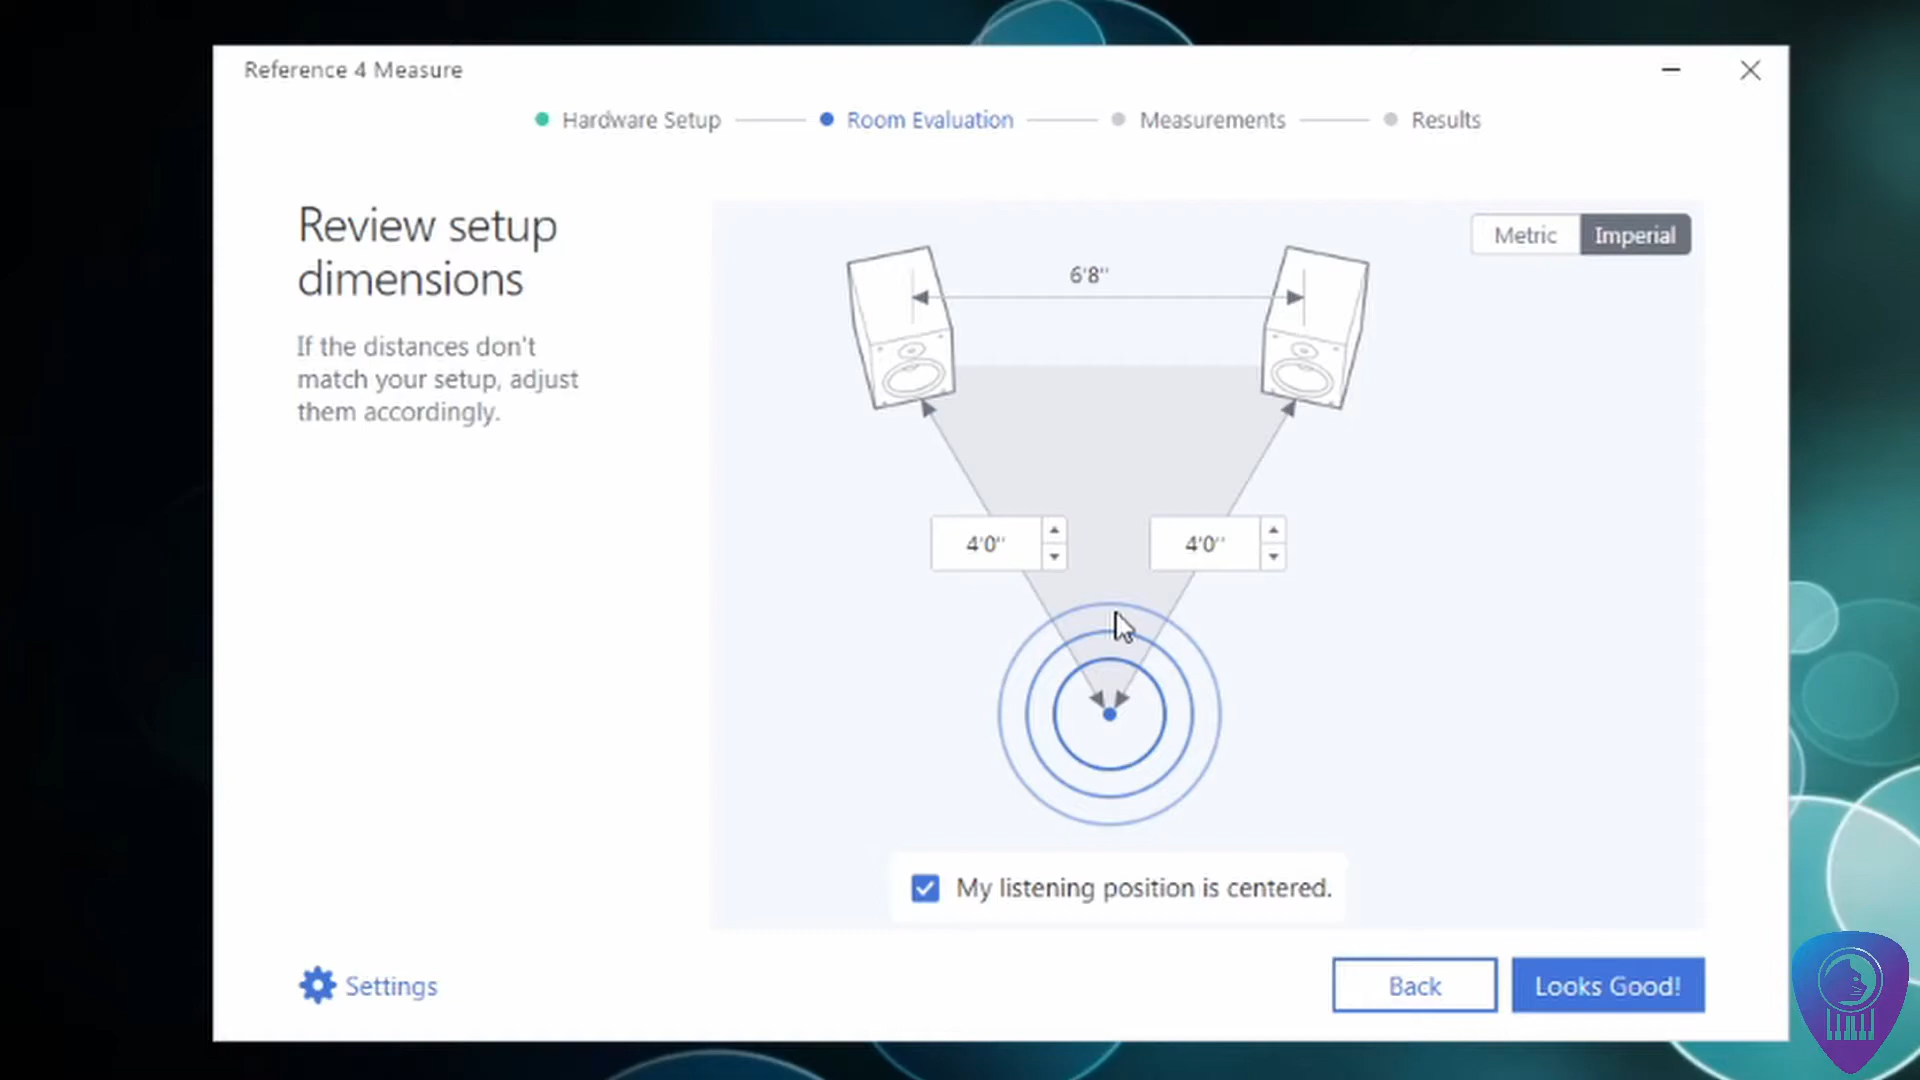 Reference 4 Measure
Hardware Setup
Room Evaluation
Measurements
Results
Review setup
dimensions
If the distances don't
match your setup, adjust
them accordingly.
Metric
Imperial
6'8"
4'0"
4'0"
My listening position is centered.
Settings
Back
Looks Good!